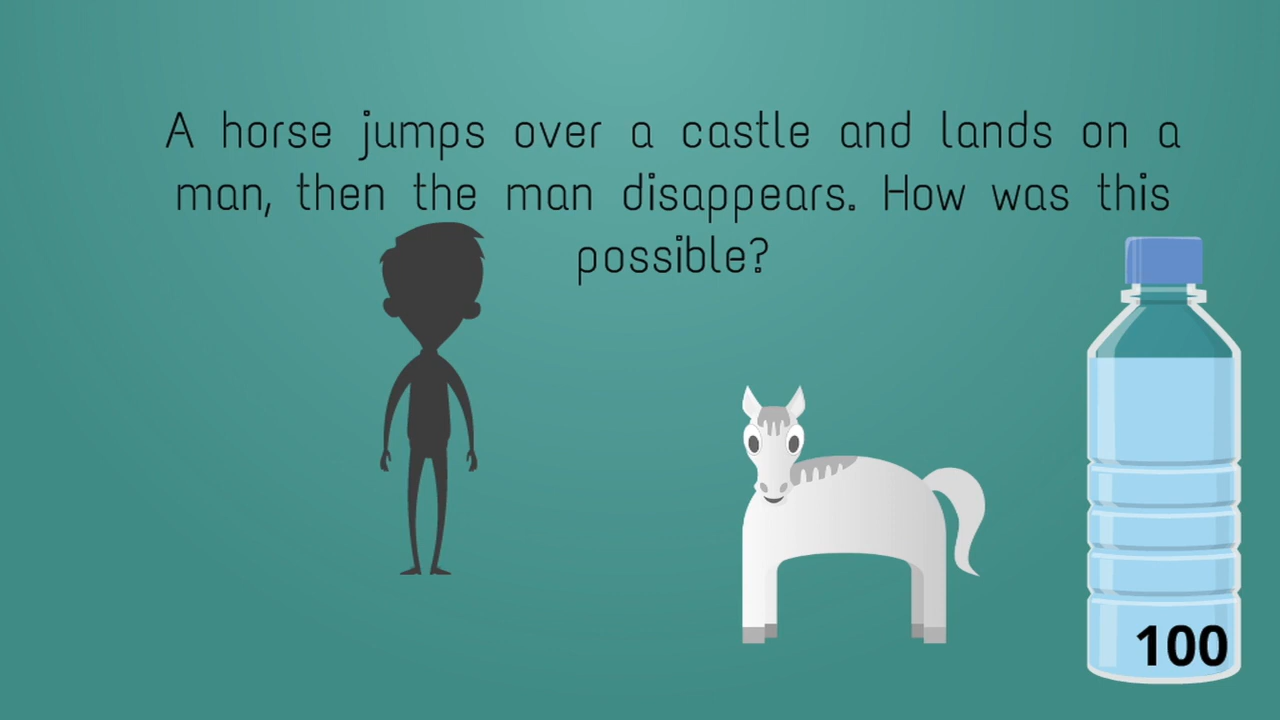 A horse jumps over a castle and lands on a
man, then the man disappears. How was this
possible?
100